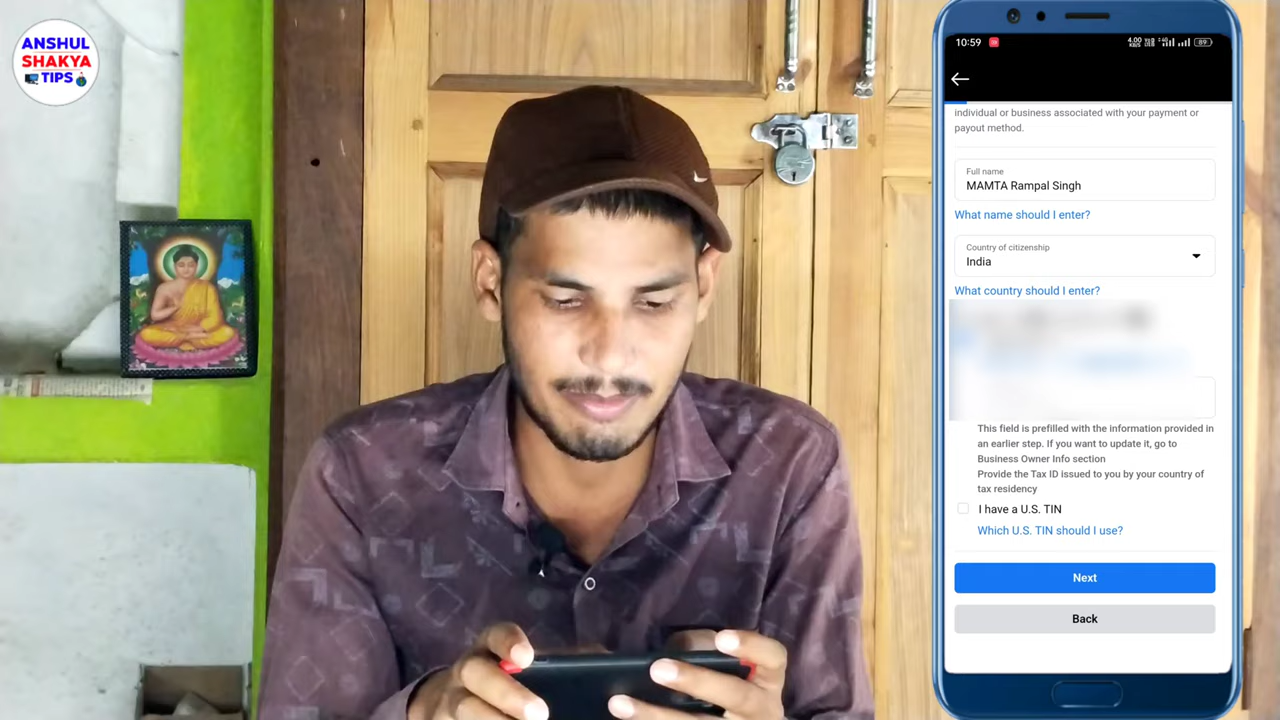 ANSHUL
SHAKYA
TIPS
10:59
4.00
KB/S
89
individual or business associated with your payment or
payout method.
Full name
MAMTA Rampal Singh
What name should I enter?
Country of citizenship
India
What country should I enter?
This field is prefilled with the information provided in
an earlier step. If you want to update it, go to
Business Owner Info section
Provide the Tax ID issued to you by your country of
tax residency
I have a U.S. TIN
Which U.S. TIN should I use?
Next
Back